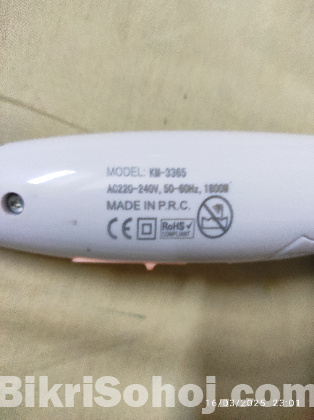 MODEL: KM-3365
AC220-240V, 50-60Hz, 1800W
MADE IN P.R.C.
CE
RoHS
COMPLIANT
16/03/2025 23:01
BikriSohoj.com